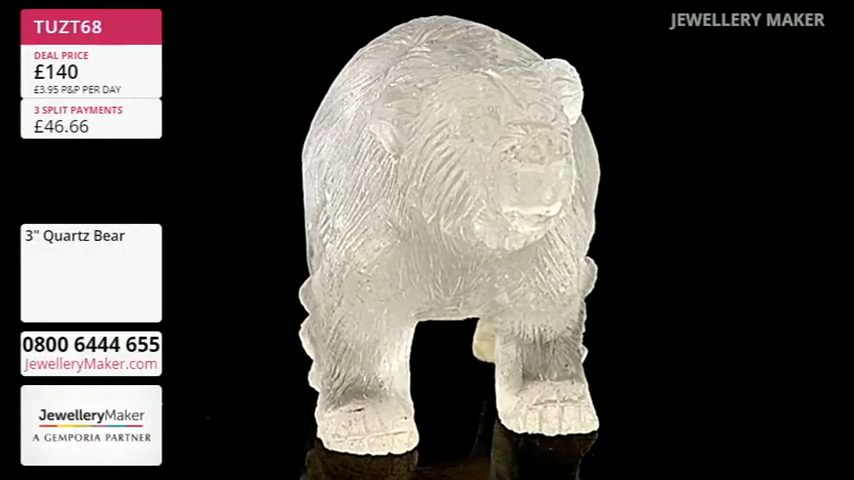 TUZT68
DEAL PRICE
£140
£3.95 P&P PER DAY
3 SPLIT PAYMENTS
£46.66
3" Quartz Bear
0800 6444 655
JewelleryMaker.com
JewelleryMaker
A GEMPORIA PARTNER
JEWELLERY MAKER